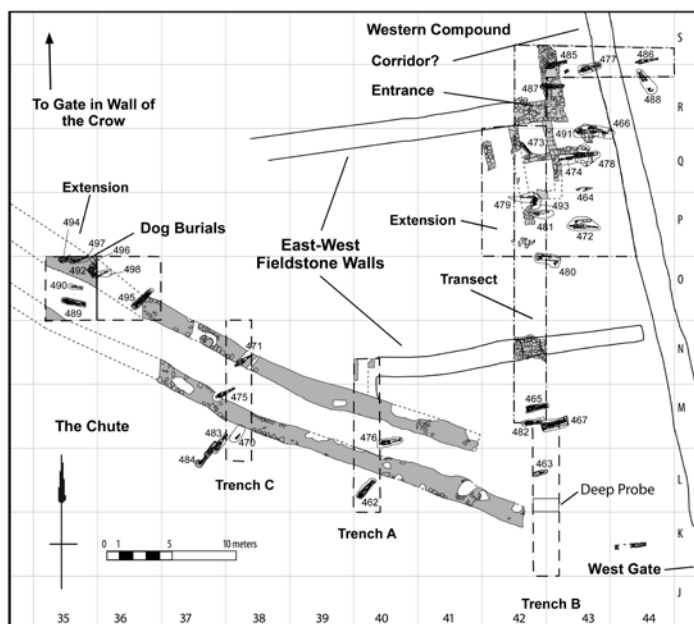 Western Compound
S
485
477
486
Corridor?
487
488
To Gate in Wall of
the Crow
Entrance
R
491
466
473
Q
474
478
Extension
464
494
497
496
Dog Burials
479
493
P
Extension
481
472
492
498
East-West
Fieldstone Walls
480
O
490
495
489
Transect
471
N
475
465
M
The Chute
483
470
476
482
467
484
463
L
Trench C
462
Deep Probe
0 1 5 10 meters
Trench A
K
West Gate
J
Trench B
35 36 37 38 39 40 41 42 43 44